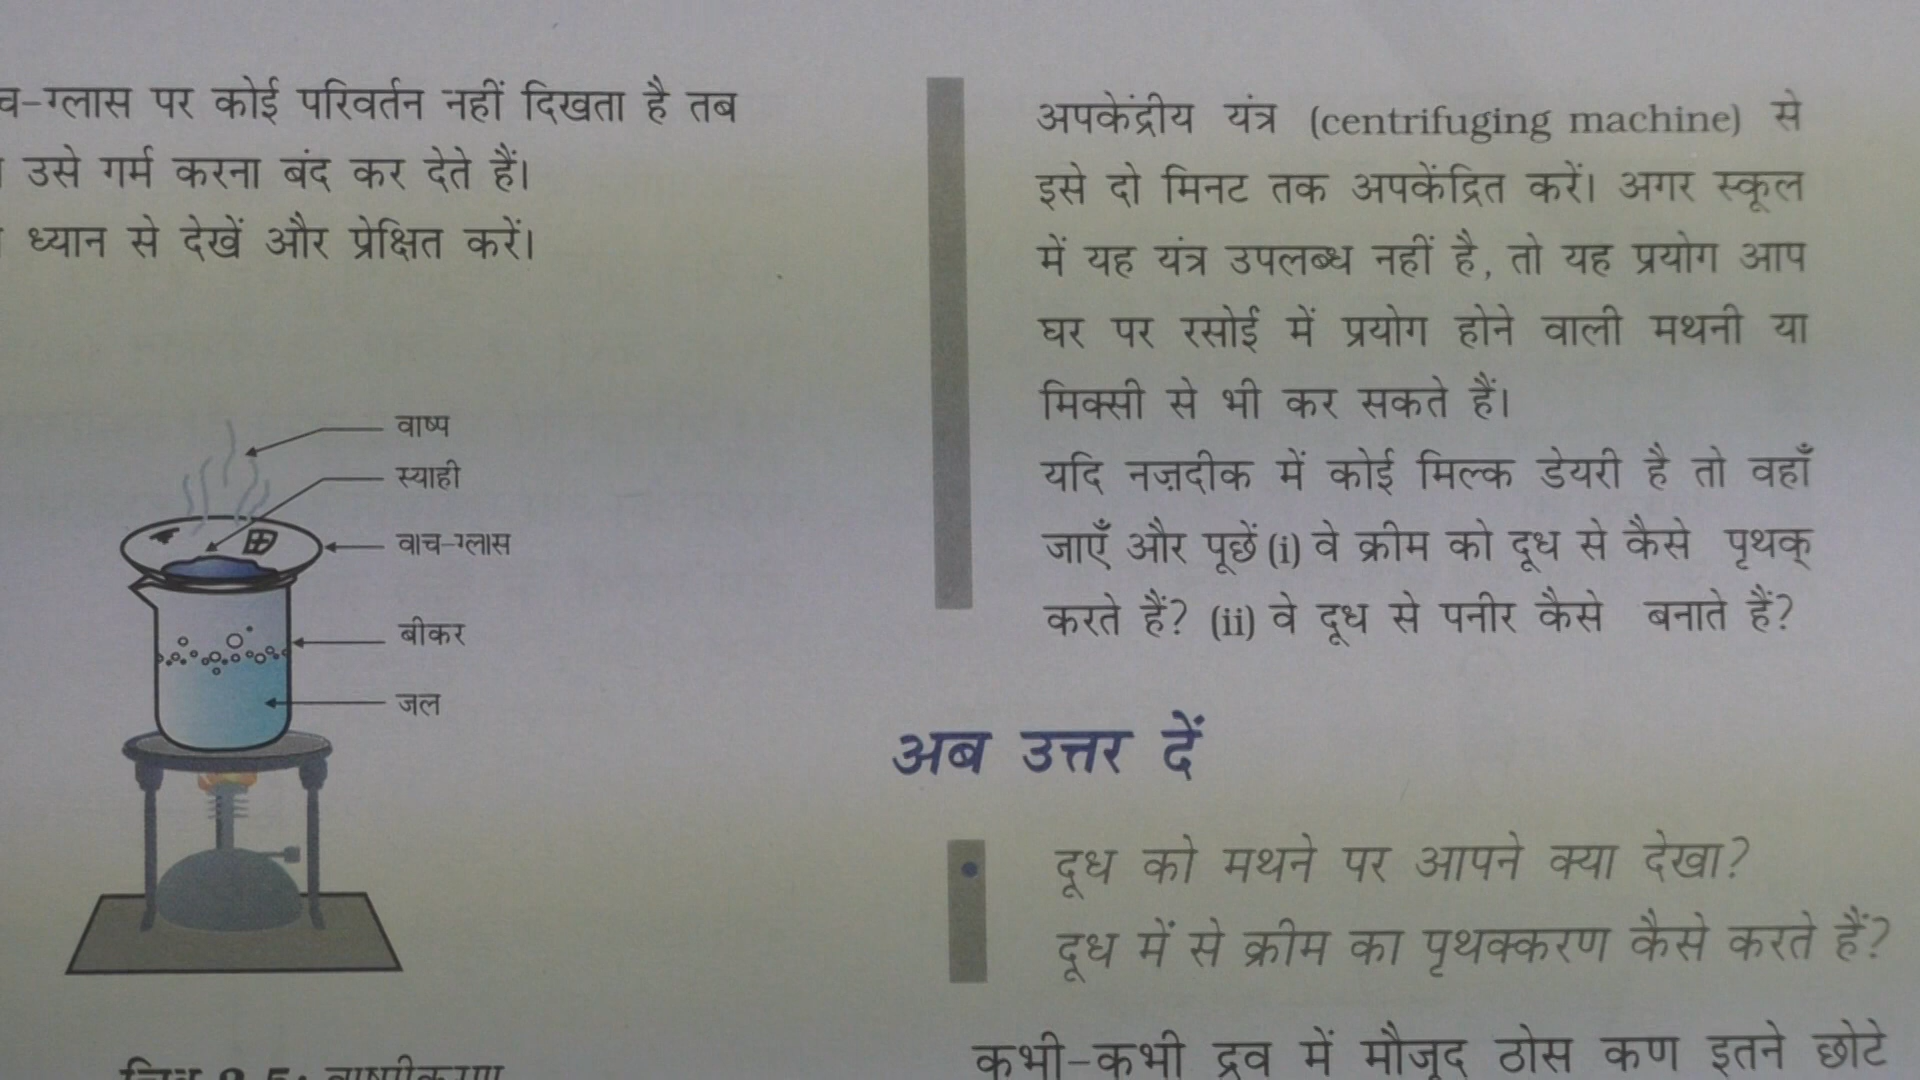 पर कोई परिवर्तन नहीं दिखता है तब
उसे गर्म करना बंद कर देते हैं।
ध्यान से देखें और प्रेक्षित करें।
वाष्प
स्याही
वाच-ग्लास
बीकर
जल
अपकेंद्रीय यंत्र (centrifuging machine) से
इसे दो मिनट तक अपकेंद्रित करें। अगर स्कूल
में यह यंत्र उपलब्ध नहीं है, तो यह प्रयोग आप
घर पर रसोई में प्रयोग होने वाली मथनी या
मिक्सी से भी कर सकते हैं।
यदि नज़दीक में कोई मिल्क डेयरी है तो वहाँ
जाएँ और पूछें (i) वे क्रीम को दूध से कैसे पृथक्
करते हैं? (ii) वे दूध से पनीर कैसे बनाते हैं?
अब उत्तर दें
• दूध को मथने पर आपने क्या देखा?
दूध में से क्रीम का पृथक्करण कैसे करते हैं?
कभी-कभी द्रव में मौजूद ठोस कण इतने छोटे